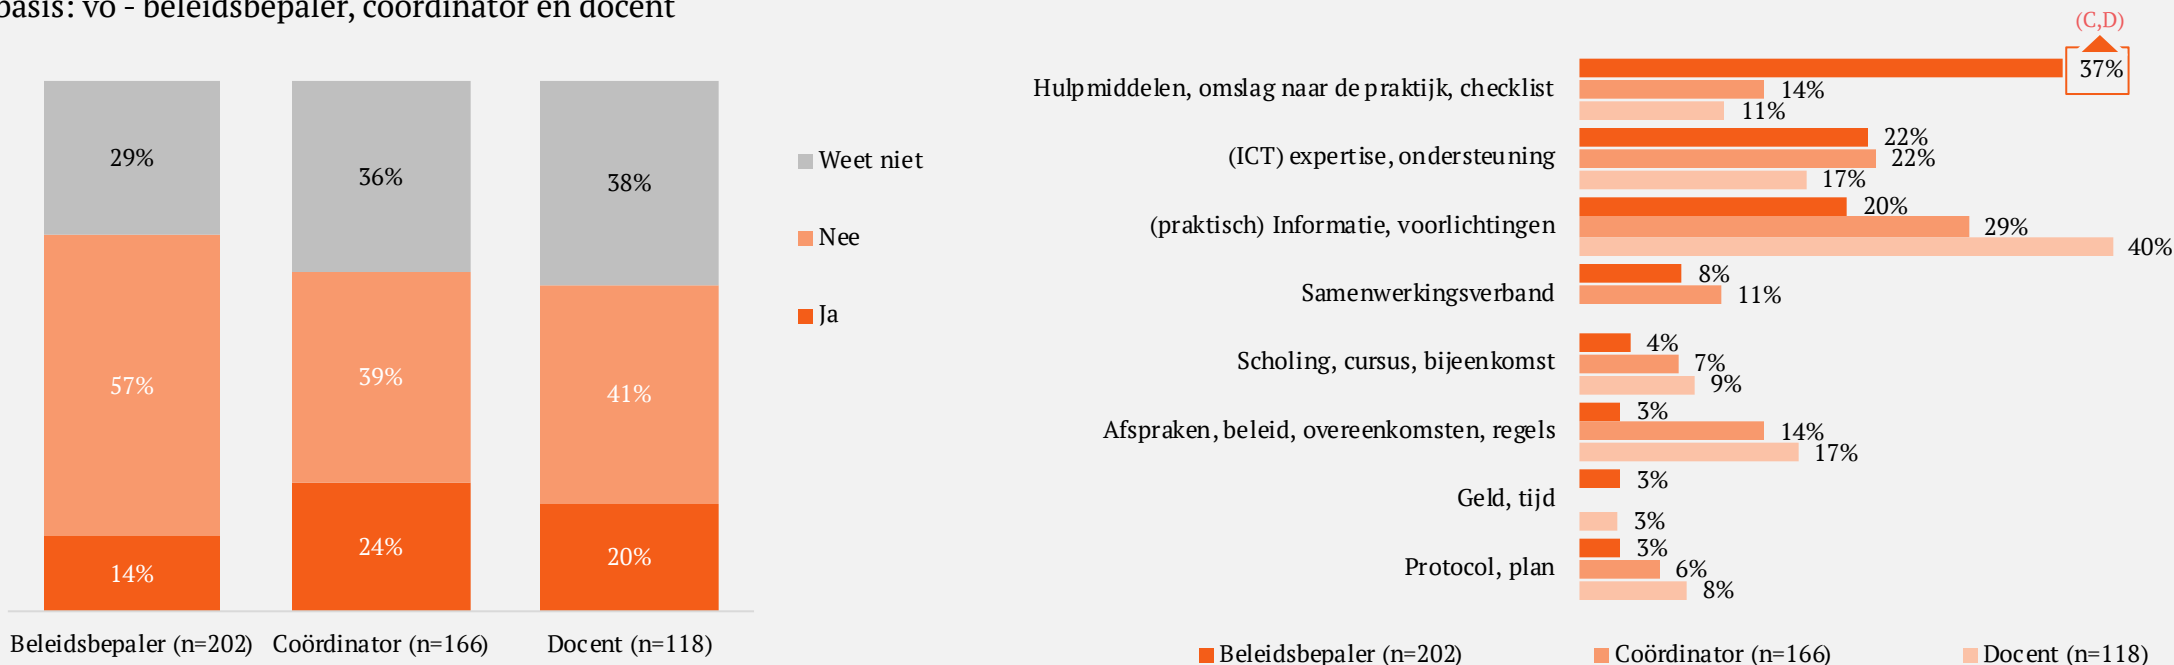 basis: vo - beleidsbepaler, coördinator en docent
29%
36%
38%
57%
39%
41%
14%
24%
20%
Beleidsbepaler (n=202) Coördinator (n=166) Docent (n=118)
Weet niet
Nee
Ja
(C,D)
Hulpmiddelen, omslag naar de praktijk, checklist
37%
14%
11%
(ICT) expertise, ondersteuning
22%
22%
17%
(praktisch) Informatie, voorlichtingen
20%
29%
40%
Samenwerkingsverband
8%
11%
Scholing, cursus, bijeenkomst
4%
7%
9%
Afspraken, beleid, overeenkomsten, regels
3%
14%
17%
Geld, tijd
3%
3%
Protocol, plan
3%
6%
8%
Beleidsbepaler (n=202) Coördinator (n=166) Docent (n=118)